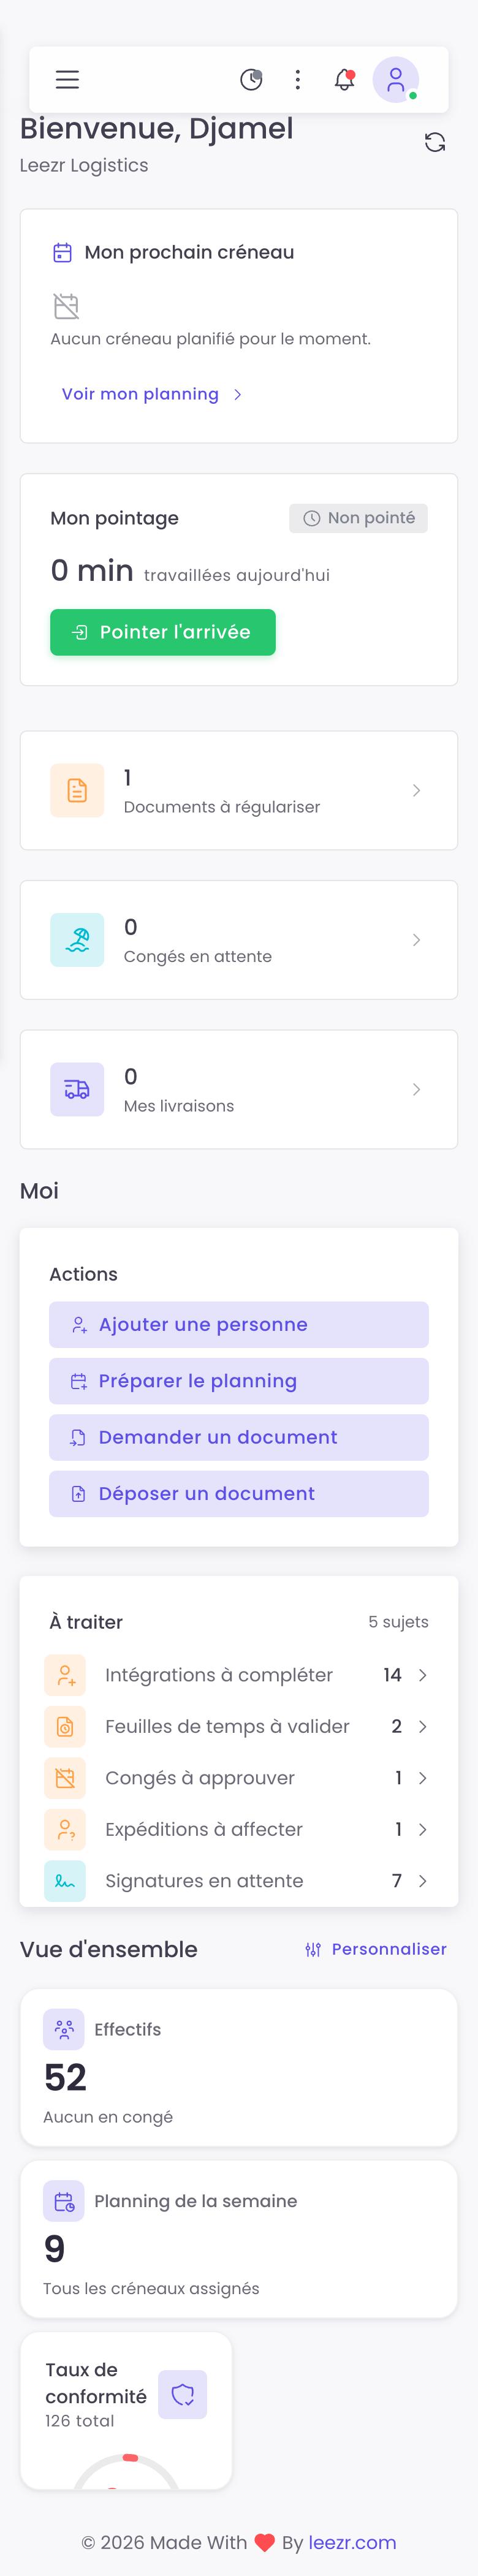 Bienvenue, Djamel
Leezr Logistics
Mon prochain créneau
Aucun créneau planifié pour le moment.
Voir mon planning
Mon pointage
Non pointé
0 min travaillées aujourd'hui
Pointer l'arrivée
1
Documents à régulariser
0
Congés en attente
0
Mes livraisons
Moi
Actions
Ajouter une personne
Préparer le planning
Demander un document
Déposer un document
À traiter 5 sujets
Intégrations à compléter 14
Feuilles de temps à valider 2
Congés à approuver 1
Expéditions à affecter 1
Signatures en attente 7
Vue d'ensemble Personnaliser
Effectifs
52
Aucun en congé
Planning de la semaine
9
Tous les créneaux assignés
Taux de
conformité
126 total
© 2026 Made With ❤ By leezr.com